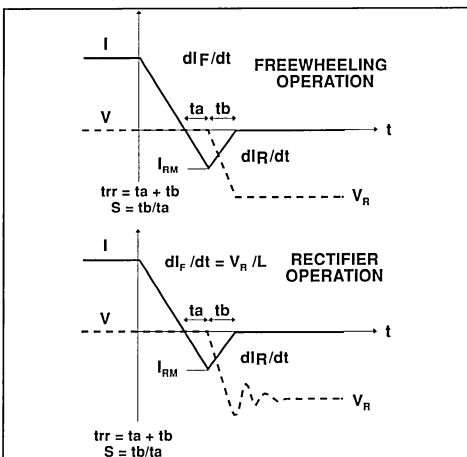 I
dIF/dt
FREEWHEELING
OPERATION
V
ta
tb
t
IRM
dIR/dt
trr = ta + tb
S = tb/ta
VR
I
dIF/dt = VR/L
RECTIFIER
OPERATION
V
ta
tb
t
IRM
dIR/dt
VR
trr = ta + tb
S = tb/ta